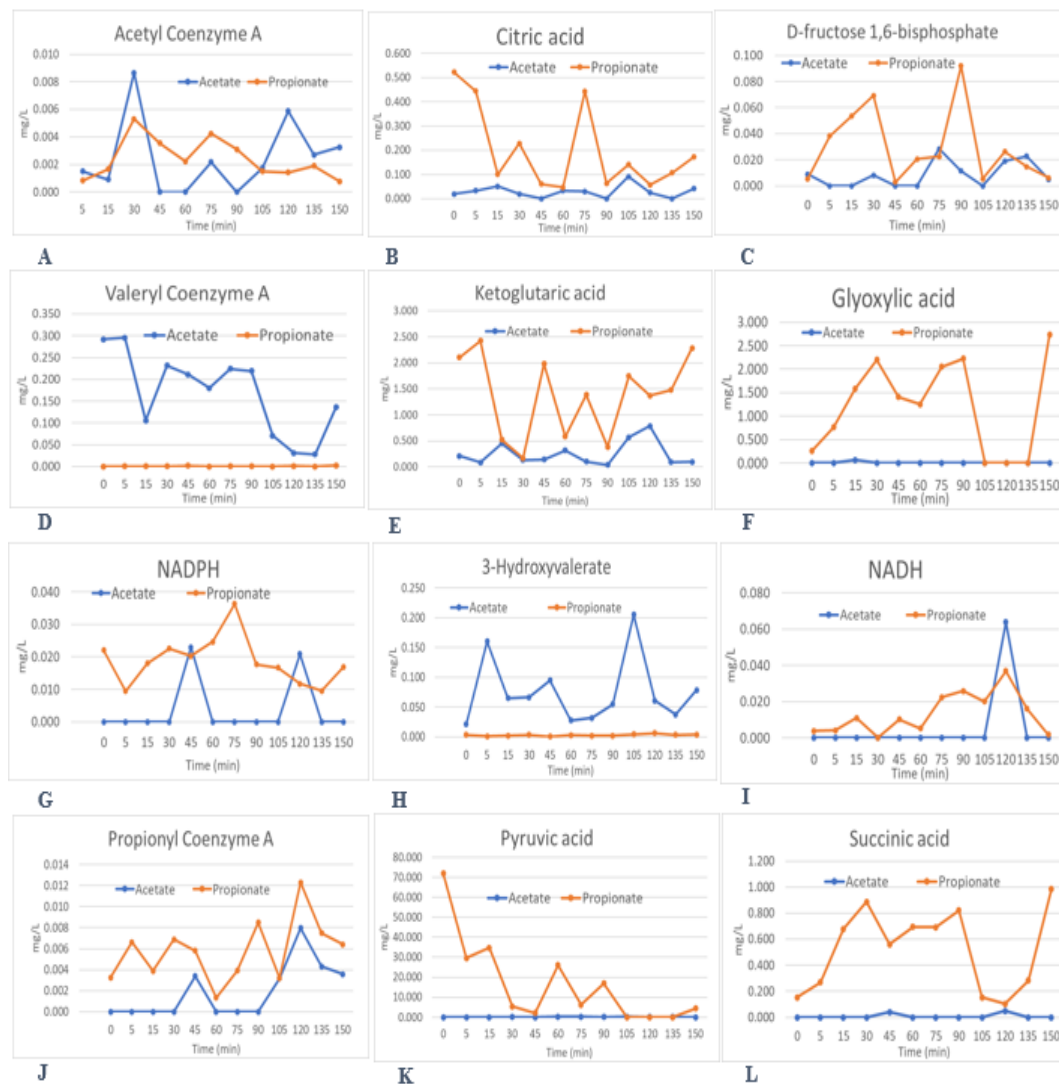 Acetyl Coenzyme A
Acetate Propionate
mg/L
0.010
0.008
0.006
0.004
0.002
0.000
5 15 30 45 60 75 90 105 120 135 150
Time (min)
A
Citric acid
Acetate Propionate
mg/L
0.600
0.500
0.400
0.300
0.200
0.100
0.000
0 5 15 30 45 60 75 90 105 120 135 150
Time (min)
B
D-fructose 1,6-bisphosphate
Acetate Propionate
mg/L
0.100
0.080
0.060
0.040
0.020
0.000
0 5 15 30 45 60 75 90 105 120 135 150
Time (min)
C
Valeryl Coenzyme A
Acetate Propionate
mg/L
0.350
0.300
0.250
0.200
0.150
0.100
0.050
0.000
0 5 15 30 45 60 75 90 105 120 135 150
Time (min)
D
Ketoglutaric acid
Acetate Propionate
mg/L
3.000
2.500
2.000
1.500
1.000
0.500
0.000
0 5 15 30 45 60 75 90 105 120 135 150
Time (min)
E
Glyoxylic acid
Acetate Propionate
mg/L
3.000
2.500
2.000
1.500
1.000
0.500
0.000
0 5 15 30 45 60 75 90 105 120 135 150
Time (min)
F
NADPH
Acetate Propionate
mg/L
0.040
0.030
0.020
0.010
0.000
0 5 15 30 45 60 75 90 105 120 135 150
Time (min)
G
3-Hydroxyvalerate
Acetate Propionate
mg/L
0.250
0.200
0.150
0.100
0.050
0.000
0 5 15 30 45 60 75 90 105 120 135 150
Time (min)
H
NADH
Acetate Propionate
mg/L
0.080
0.060
0.040
0.020
0.000
0 5 15 30 45 60 75 90 105 120 135 150
Time (min)
I
Propionyl Coenzyme A
Acetate Propionate
mg/L
0.014
0.012
0.010
0.008
0.006
0.004
0.002
0.000
0 5 15 30 45 60 75 90 105 120 135 150
Time (min)
J
Pyruvic acid
Acetate Propionate
mg/L
80.000
70.000
60.000
50.000
40.000
30.000
20.000
10.000
0.000
0 5 15 30 45 60 75 90 105 120 135 150
Time (min)
K
Succinic acid
Acetate Propionate
mg/L
1.200
1.000
0.800
0.600
0.400
0.200
0.000
0 5 15 30 45 60 75 90 105 120 135 150
Time (min)
L